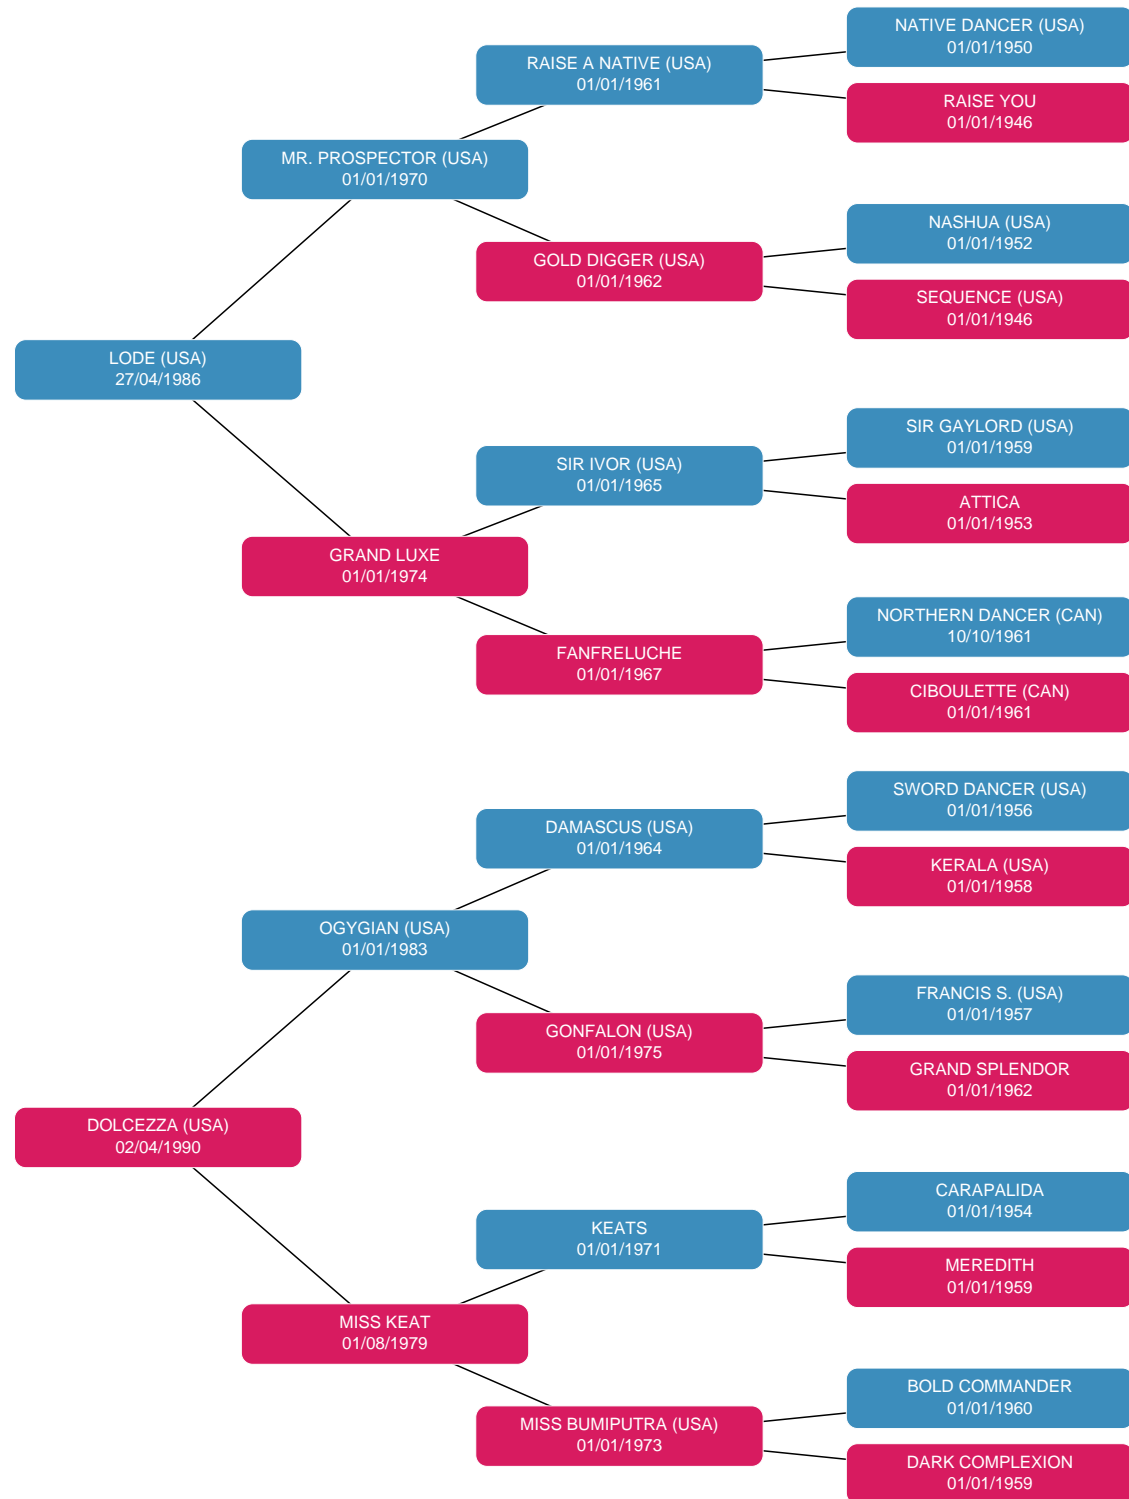 NATIVE DANCER (USA)
01/01/1950
RAISE A NATIVE (USA)
01/01/1961
RAISE YOU
01/01/1946
MR. PROSPECTOR (USA)
01/01/1970
NASHUA (USA)
01/01/1952
GOLD DIGGER (USA)
01/01/1962
SEQUENCE (USA)
01/01/1946
LODE (USA)
27/04/1986
SIR GAYLORD (USA)
01/01/1959
SIR IVOR (USA)
01/01/1965
ATTICA
01/01/1953
GRAND LUXE
01/01/1974
NORTHERN DANCER (CAN)
10/10/1961
FANFRELUCHE
01/01/1967
CIBOULETTE (CAN)
01/01/1961
SWORD DANCER (USA)
01/01/1956
DAMASCUS (USA)
01/01/1964
KERALA (USA)
01/01/1958
OGYGIAN (USA)
01/01/1983
FRANCIS S. (USA)
01/01/1957
GONFALON (USA)
01/01/1975
GRAND SPLENDOR
01/01/1962
DOLCEZZA (USA)
02/04/1990
CARAPALIDA
01/01/1954
KEATS
01/01/1971
MEREDITH
01/01/1959
MISS KEAT
01/08/1979
BOLD COMMANDER
01/01/1960
MISS BUMIPUTRA (USA)
01/01/1973
DARK COMPLEXION
01/01/1959